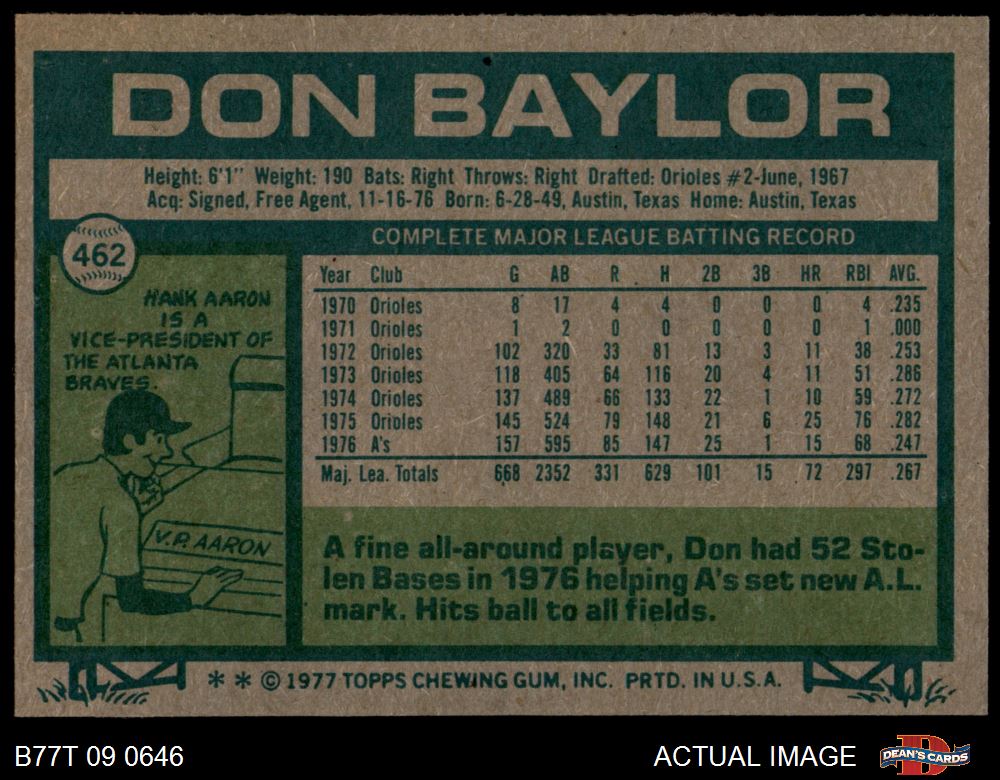 DON BAYLOR
Height: 6'1" Weight: 190 Bats: Right Throws: Right Drafted: Orioles #2-June, 1967
Acq: Signed, Free Agent, 11-16-76 Born: 6-28-49, Austin, Texas Home: Austin, Texas
462
COMPLETE MAJOR LEAGUE BATTING RECORD
HANK AARON
IS A
VICE-PRESIDENT OF
THE ATLANTA
BRAVES.
V.P. AARON
Year Club G AB R H 2B 3B HR RBI AVG.
1970 Orioles 8 17 4 4 0 0 0 4 .235
1971 Orioles 1 2 0 0 0 0 0 1 .000
1972 Orioles 102 320 33 81 13 3 11 38 .253
1973 Orioles 118 405 64 116 20 4 11 51 .286
1974 Orioles 137 489 66 133 22 1 10 59 .272
1975 Orioles 145 524 79 148 21 6 25 76 .282
1976 A's 157 595 85 147 25 1 15 68 .247
Maj. Lea. Totals 668 2352 331 629 101 15 72 297 .267
A fine all-around player, Don had 52 Sto-
len Bases in 1976 helping A's set new A.L.
mark. Hits ball to all fields.
* * © 1977 TOPPS CHEWING GUM, INC. PRTD. IN U.S.A.
B77T 09 0646
ACTUAL IMAGE
DEAN'S CARDS